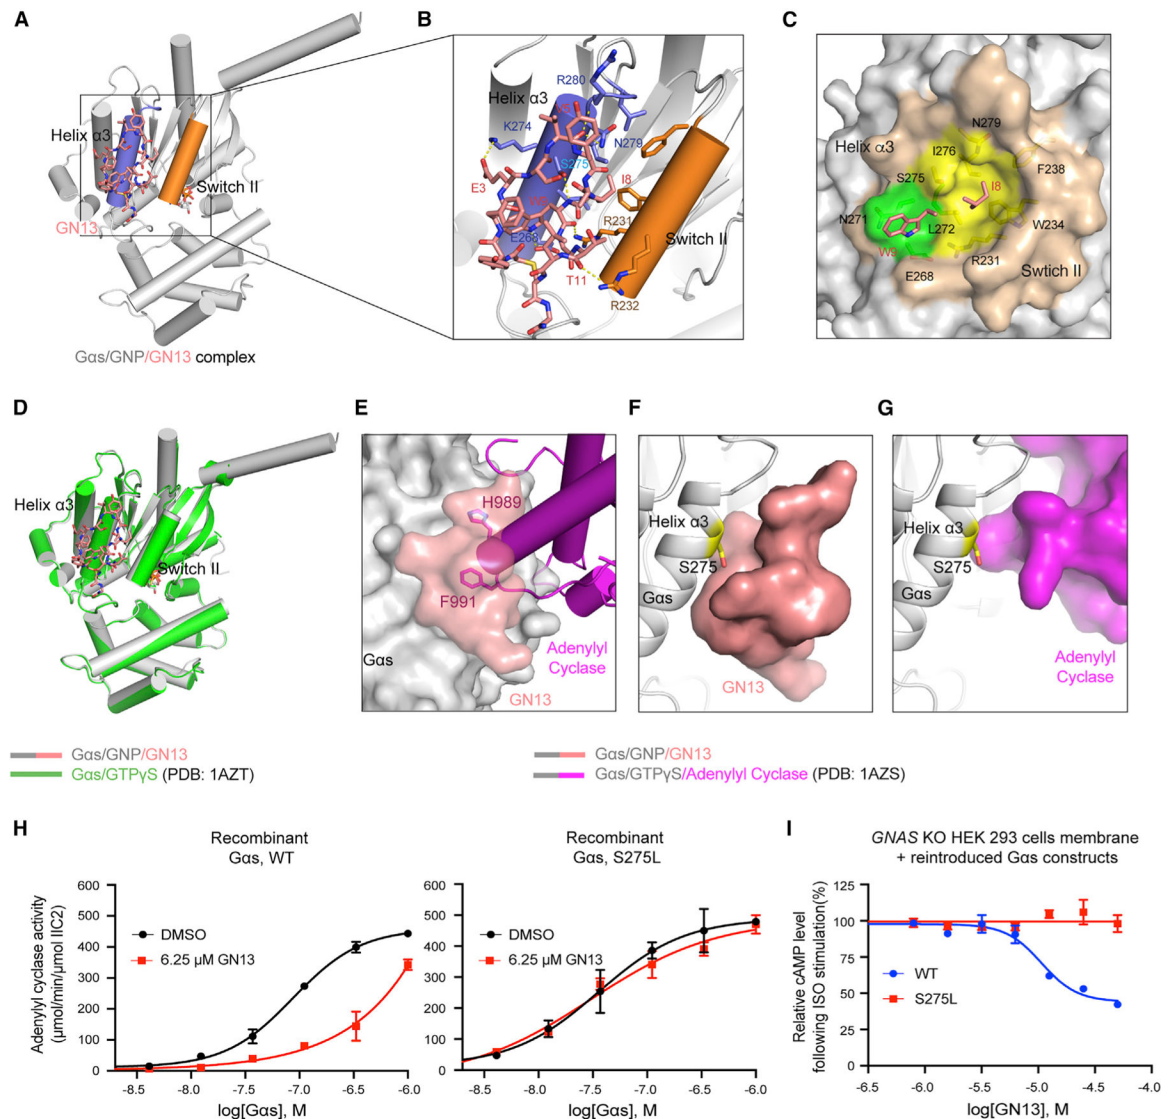 A
Helix α3
Switch II
GN13
Gαs/GNP/GN13 complex
B
R280
Helix α3
K274
N279
S275
E3
I8
R231
E268
Switch II
T11
R232
C
N279
Helix α3
I276
F238
S275
I8
N271
L272
W234
W9
R231
E268
Swtich II
D
Helix α3
Switch II
E
H989
F991
Gαs
Adenylyl
Cyclase
GN13
F
Helix α3
S275
Gαs
GN13
G
Helix α3
S275
Gαs
Adenylyl
Cyclase
Gαs/GNP/GN13
Gαs/GTPγS (PDB: 1AZT)
Gαs/GNP/GN13
Gαs/GTPγS/Adenylyl Cyclase (PDB: 1AZS)
H
Recombinant
Gαs, WT
Adenylyl cyclase activity
(μmol/min/μmol IIC2)
600
500
400
300
200
100
0
DMSO
6.25 μM GN13
-8.5 -8.0 -7.5 -7.0 -6.5 -6.0
log[Gαs], M
Recombinant
Gαs, S275L
600
500
400
300
200
100
0
DMSO
6.25 μM GN13
-8.5 -8.0 -7.5 -7.0 -6.5 -6.0
log[Gαs], M
I
GNAS KO HEK 293 cells membrane
+ reintroduced Gαs constructs
Relative cAMP level
following ISO stimulation(%)
125
100
75
50
25
0
WT
S275L
-6.5 -6.0 -5.5 -5.0 -4.5 -4.0
log[GN13], M